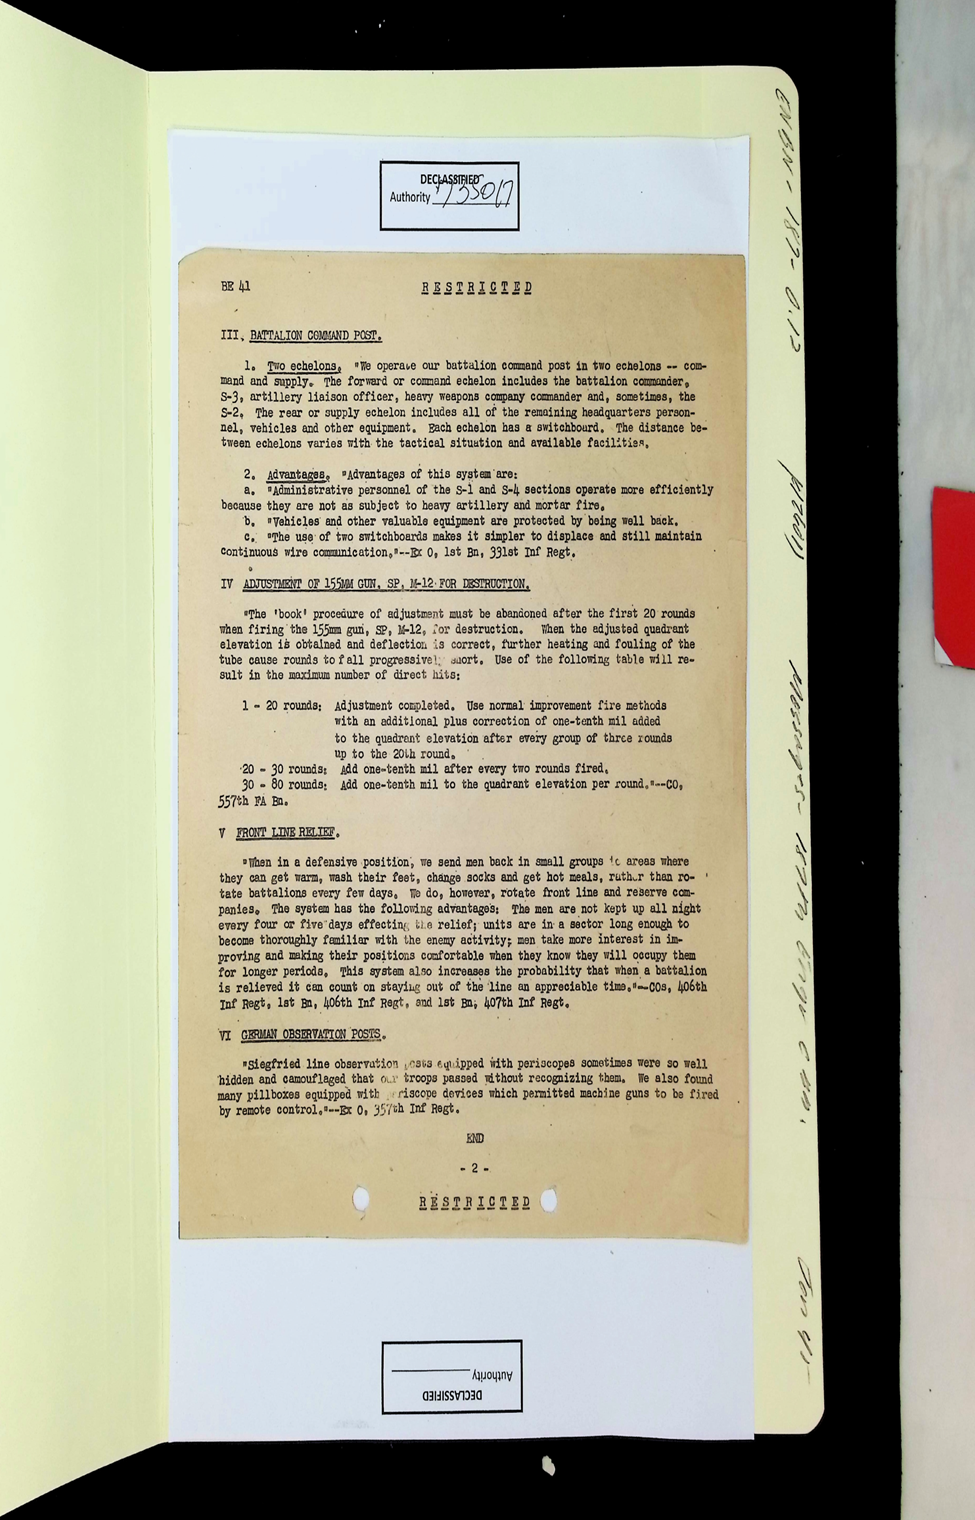 DECLASSIFIED
Authority 735017
BE 41
RESTRICTED
III. BATTALION COMMAND POST.
1. Two echelons. "We operate our battalion command post in two echelons -- com-
mand and supply. The forward or command echelon includes the battalion commander,
S-3, artillery liaison officer, heavy weapons company commander and, sometimes, the
S-2. The rear or supply echelon includes all of the remaining headquarters person-
nel, vehicles and other equipment. Each echelon has a switchboard. The distance be-
tween echelons varies with the tactical situation and available facilities.
2. Advantages. "Advantages of this system are:
a. "Administrative personnel of the S-1 and S-4 sections operate more efficiently
because they are not as subject to heavy artillery and mortar fire.
b. "Vehicles and other valuable equipment are protected by being well back.
c. "The use of two switchboards makes it simpler to displace and still maintain
continuous wire communication."--Ex O, 1st Bn, 331st Inf Regt.
IV ADJUSTMENT OF 155MM GUN, SP, M-12 FOR DESTRUCTION.
"The 'book' procedure of adjustment must be abandoned after the first 20 rounds
when firing the 155mm gun, SP, M-12, for destruction. When the adjusted quadrant
elevation is obtained and deflection is correct, further heating and fouling of the
tube cause rounds to fall progressively short. Use of the following table will re-
sult in the maximum number of direct hits:
1 - 20 rounds: Adjustment completed. Use normal improvement fire methods
with an additional plus correction of one-tenth mil added
to the quadrant elevation after every group of three rounds
up to the 20th round.
20 - 30 rounds: Add one-tenth mil after every two rounds fired.
30 - 80 rounds: Add one-tenth mil to the quadrant elevation per round."--CO,
557th FA Bn.
V FRONT LINE RELIEF.
"When in a defensive position, we send men back in small groups to areas where
they can get warm, wash their feet, change socks and get hot meals, rather than ro-
tate battalions every few days. We do, however, rotate front line and reserve com-
panies. The system has the following advantages: The men are not kept up all night
every four or five days effecting the relief; units are in a sector long enough to
become thoroughly familiar with the enemy activity; men take more interest in im-
proving and making their positions comfortable when they know they will occupy them
for longer periods. This system also increases the probability that when a battalion
is relieved it can count on staying out of the line an appreciable time."--COs, 406th
Inf Regt, 1st Bn, 406th Inf Regt, and 1st Bn, 407th Inf Regt.
VI GERMAN OBSERVATION POSTS.
"Siegfried line observation posts equipped with periscopes sometimes were so well
hidden and camouflaged that our troops passed without recognizing them. We also found
many pillboxes equipped with periscope devices which permitted machine guns to be fired
by remote control."--Ex O, 357th Inf Regt.
END
- 2 -
RESTRICTED
DECLASSIFIED
Authority
ENBN - 187- 0.12
Messages- 187th Engr C Bn.